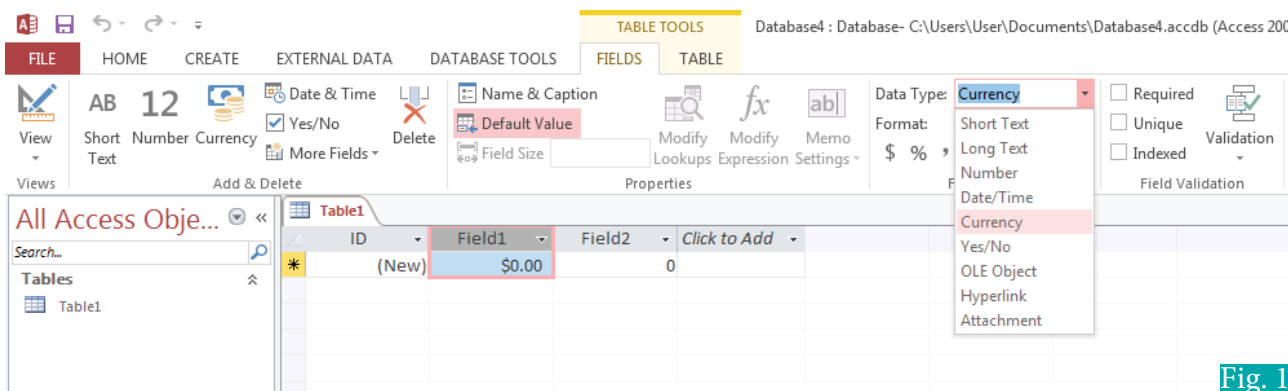 TABLE TOOLS
Database4 : Database- C:\Users\User\Documents\Database4.accdb (Access 200
FILE HOME CREATE EXTERNAL DATA DATABASE TOOLS FIELDS TABLE
View
Views
AB
Short
Text
12
Number
Currency
Date & Time
Yes/No
More Fields
Delete
Add & Delete
Name & Caption
Default Value
Field Size
Modify
Lookups
fx
Modify
Expression
ab
Memo
Settings
Properties
Data Type: Currency
Format:
$ % ,
F
Short Text
Long Text
Number
Date/Time
Currency
Yes/No
OLE Object
Hyperlink
Attachment
Required
Unique
Indexed
Validation
Field Validation
All Access Obje... «
Search...
Tables
Table1
Table1
ID Field1 Field2 Click to Add
(New) $0.00 0
Fig. 1